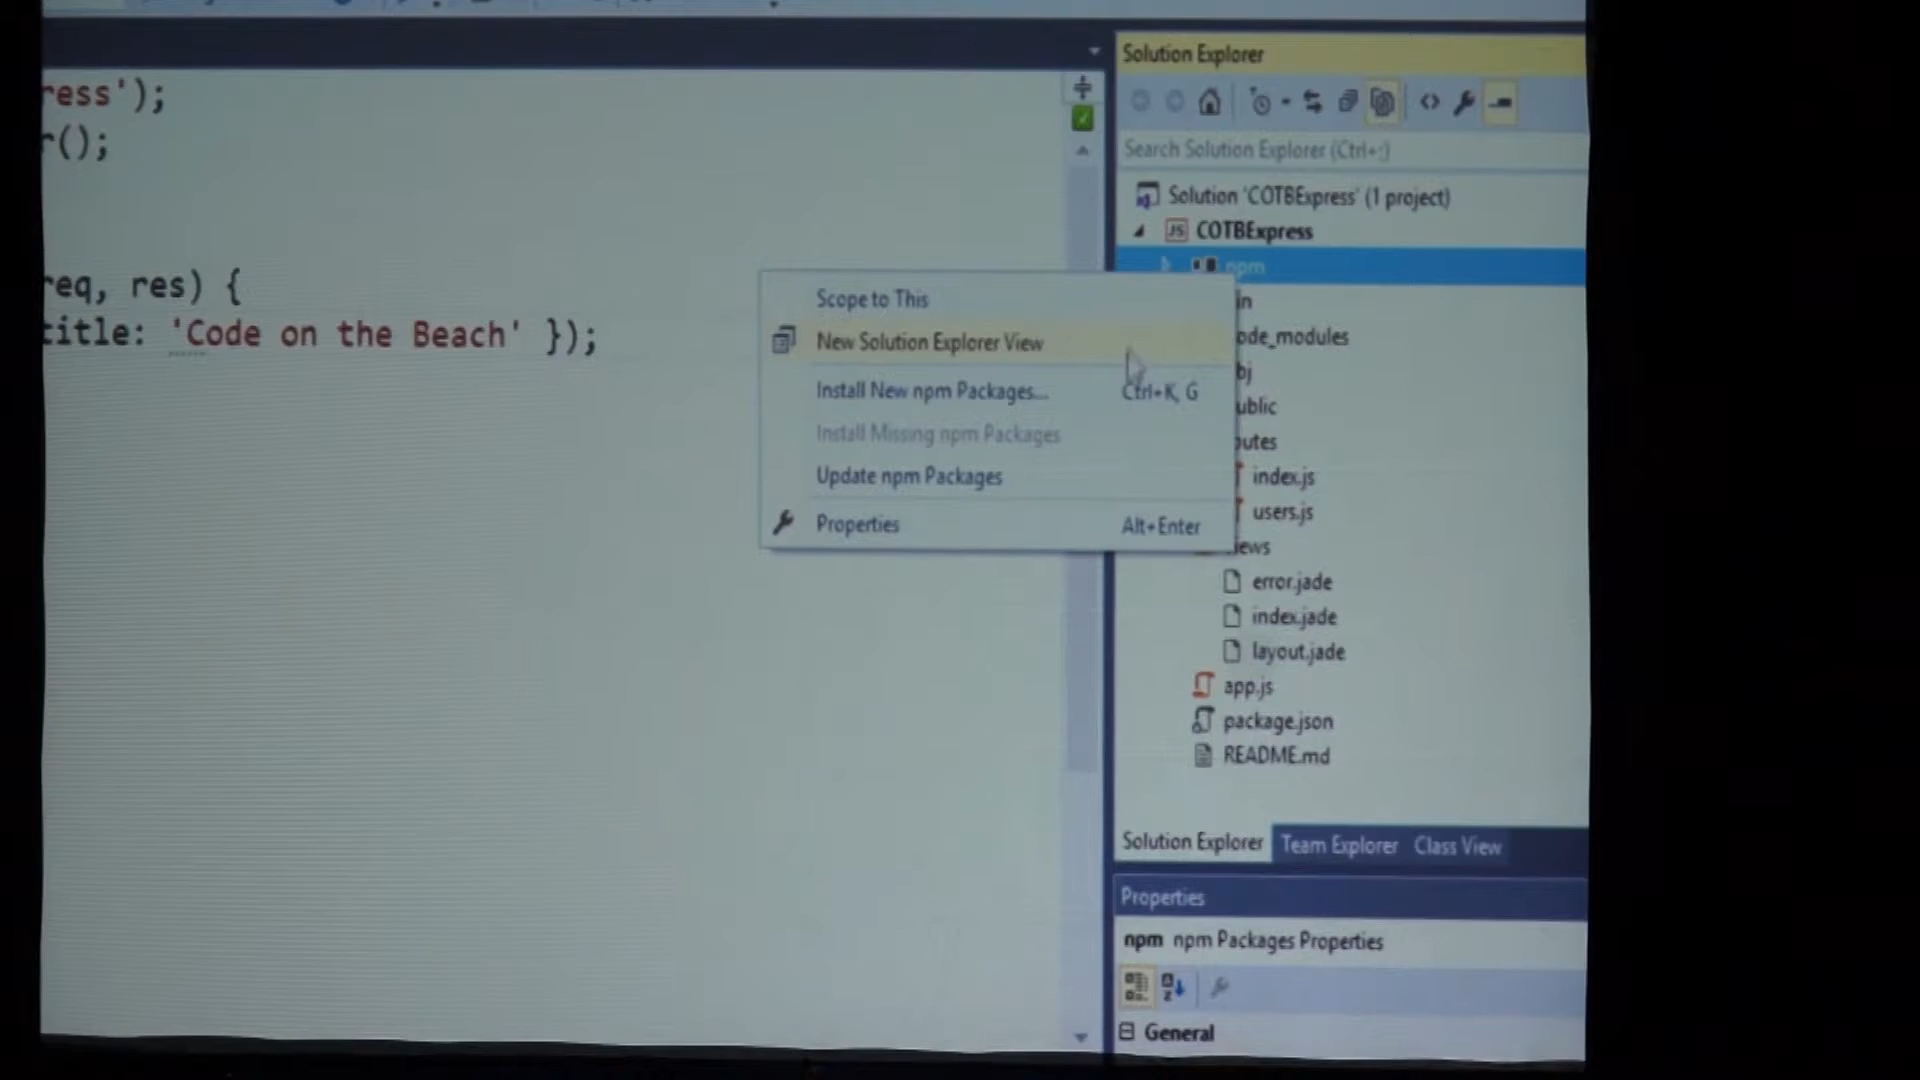 ress');
r();
req, res) {
title: 'Code on the Beach' });
Scope to This
New Solution Explorer View
Install New npm Packages... Ctrl+K, G
Install Missing npm Packages
Update npm Packages
Properties Alt+Enter
Solution Explorer
Search Solution Explorer (Ctrl+;)
Solution 'COTBExpress' (1 project)
JS COTBExpress
npm
in
ode_modules
bj
ublic
outes
index.js
users.js
iews
error.jade
index.jade
layout.jade
app.js
package.json
README.md
Solution Explorer Team Explorer Class View
Properties
npm npm Packages Properties
General